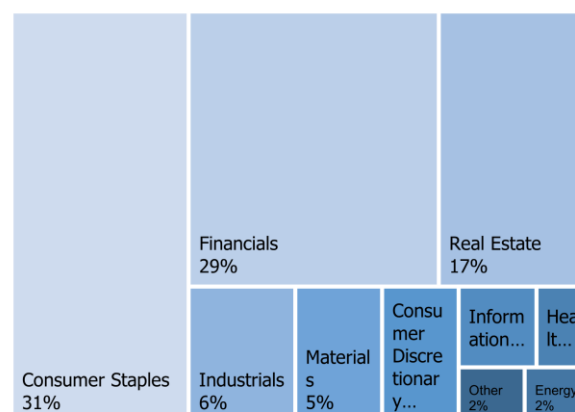 Consumer Staples
31%
Financials
29%
Real Estate
17%
Industrials
6%
Material
s
5%
Consu
mer
Discre
tionar
y...
Inform
ation...
Hea
lt...
Other
2%
Energy
2%